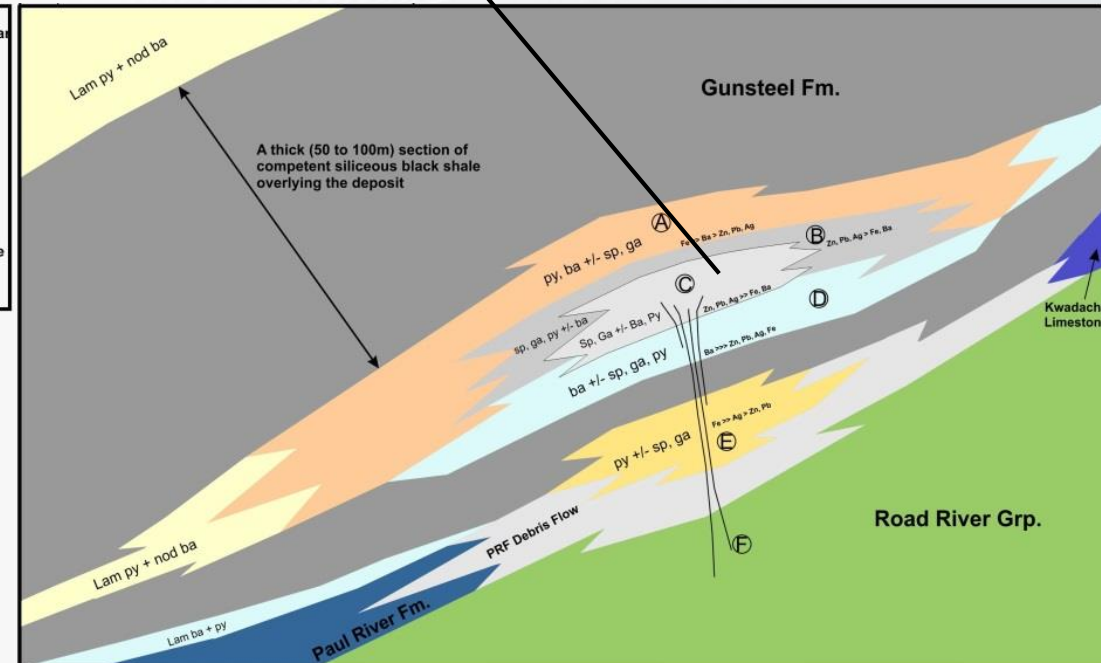 Lam py + nod ba
Gunsteel Fm.
A thick (50 to 100m) section of
competent siliceous black shale
overlying the deposit
A
Fe >> Ba > Zn, Pb, Ag
py, ba +/- sp, ga
B
Zn, Pb, Ag > Fe, Ba
C
D
Kwadach
Limeston
Zn, Pb, Ag >> Fe, Ba
sp, ga, py +/- ba
Sp, Ga +/- Ba, Py
Ba >>> Zn, Pb, Ag, Fe
ba +/- sp, ga, py
Fe >> Ag > Zn, Pb
py +/- sp, ga
E
Road River Grp.
PRF Debris Flow
F
Lam py + nod ba
Lam ba + py
Paul River Fm.